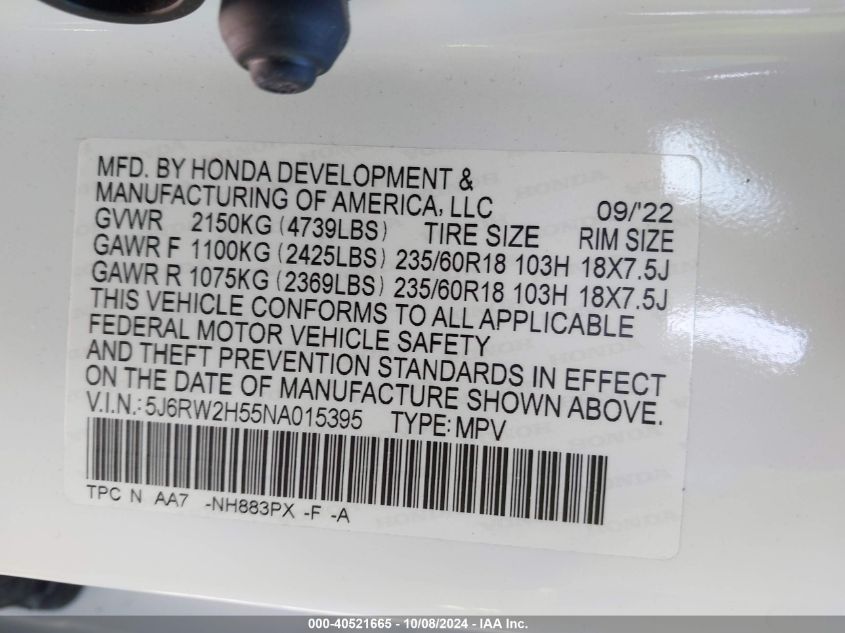 MFD. BY HONDA DEVELOPMENT &
MANUFACTURING OF AMERICA, LLC 09/'22
GVWR 2150KG (4739LBS) TIRE SIZE RIM SIZE
GAWR F 1100KG (2425LBS) 235/60R18 103H 18X7.5J
GAWR R 1075KG (2369LBS) 235/60R18 103H 18X7.5J
THIS VEHICLE CONFORMS TO ALL APPLICABLE
FEDERAL MOTOR VEHICLE SAFETY
AND THEFT PREVENTION STANDARDS IN EFFECT
ON THE DATE OF MANUFACTURE SHOWN ABOVE.
V.I.N.: 5J6RW2H55NA015395 TYPE: MPV
TPC N AA7 -NH883PX -F -A
000-40521665 - 10/08/2024 - IAA Inc.